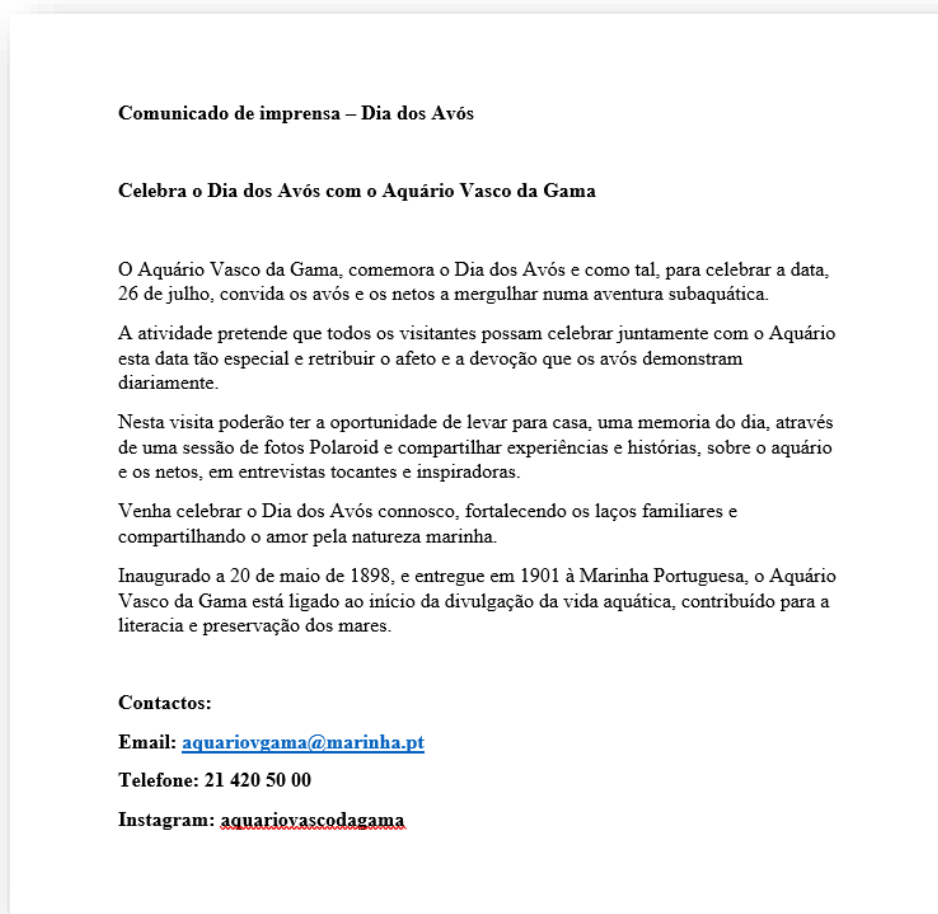 Comunicado de imprensa – Dia dos Avós
Celebra o Dia dos Avós com o Aquário Vasco da Gama
O Aquário Vasco da Gama, comemora o Dia dos Avós e como tal, para celebrar a data,
26 de julho, convida os avós e os netos a mergulhar numa aventura subaquática.
A atividade pretende que todos os visitantes possam celebrar juntamente com o Aquário
esta data tão especial e retribuir o afeto e a devoção que os avós demonstram
diariamente.
Nesta visita poderão ter a oportunidade de levar para casa, uma memoria do dia, através
de uma sessão de fotos Polaroid e compartilhar experiências e histórias, sobre o aquário
e os netos, em entrevistas tocantes e inspiradoras.
Venha celebrar o Dia dos Avós connosco, fortalecendo os laços familiares e
compartilhando o amor pela natureza marinha.
Inaugurado a 20 de maio de 1898, e entregue em 1901 à Marinha Portuguesa, o Aquário
Vasco da Gama está ligado ao início da divulgação da vida aquática, contribuído para a
literacia e preservação dos mares.
Contactos:
Email: aquariovgama@marinha.pt
Telefone: 21 420 50 00
Instagram: aquariovascodagama